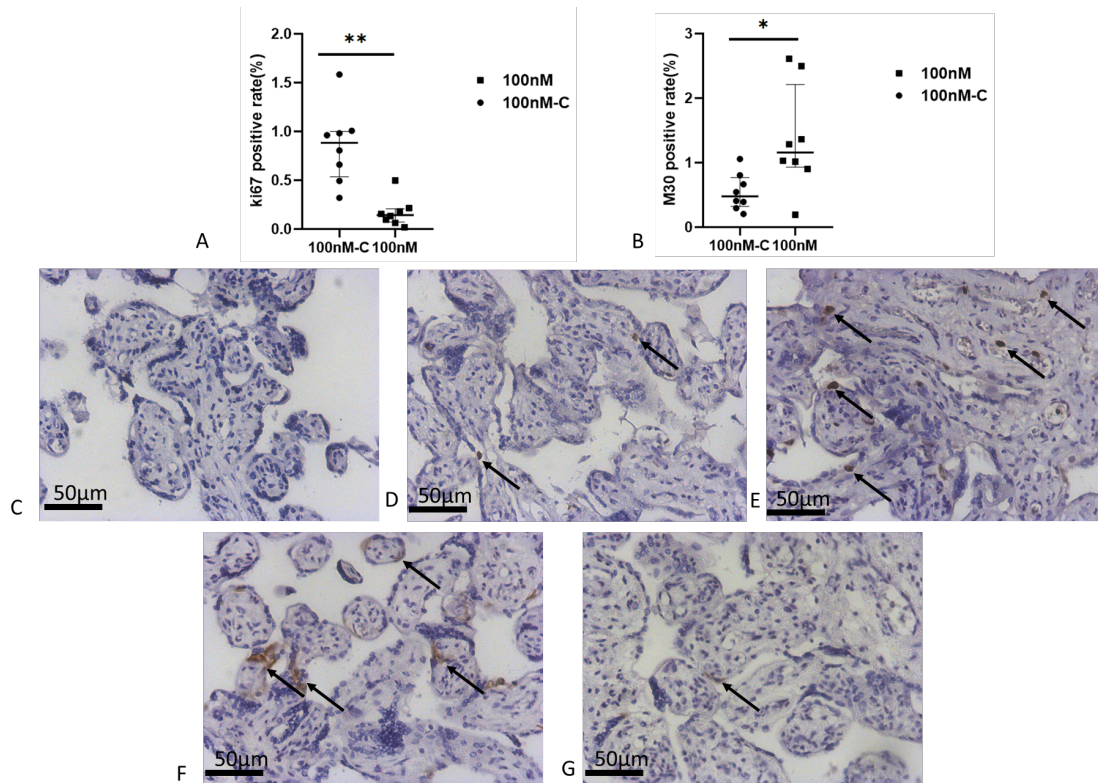 2.0
1.5
1.0
0.5
0.0
ki67 positive rate(%)
**
100nM-C 100nM
100nM
100nM-C
A
3
2
1
0
M30 positive rate(%)
*
100nM-C 100nM
100nM
100nM-C
B
C
50µm
D
50µm
E
50µm
F
50µm
G
50µm